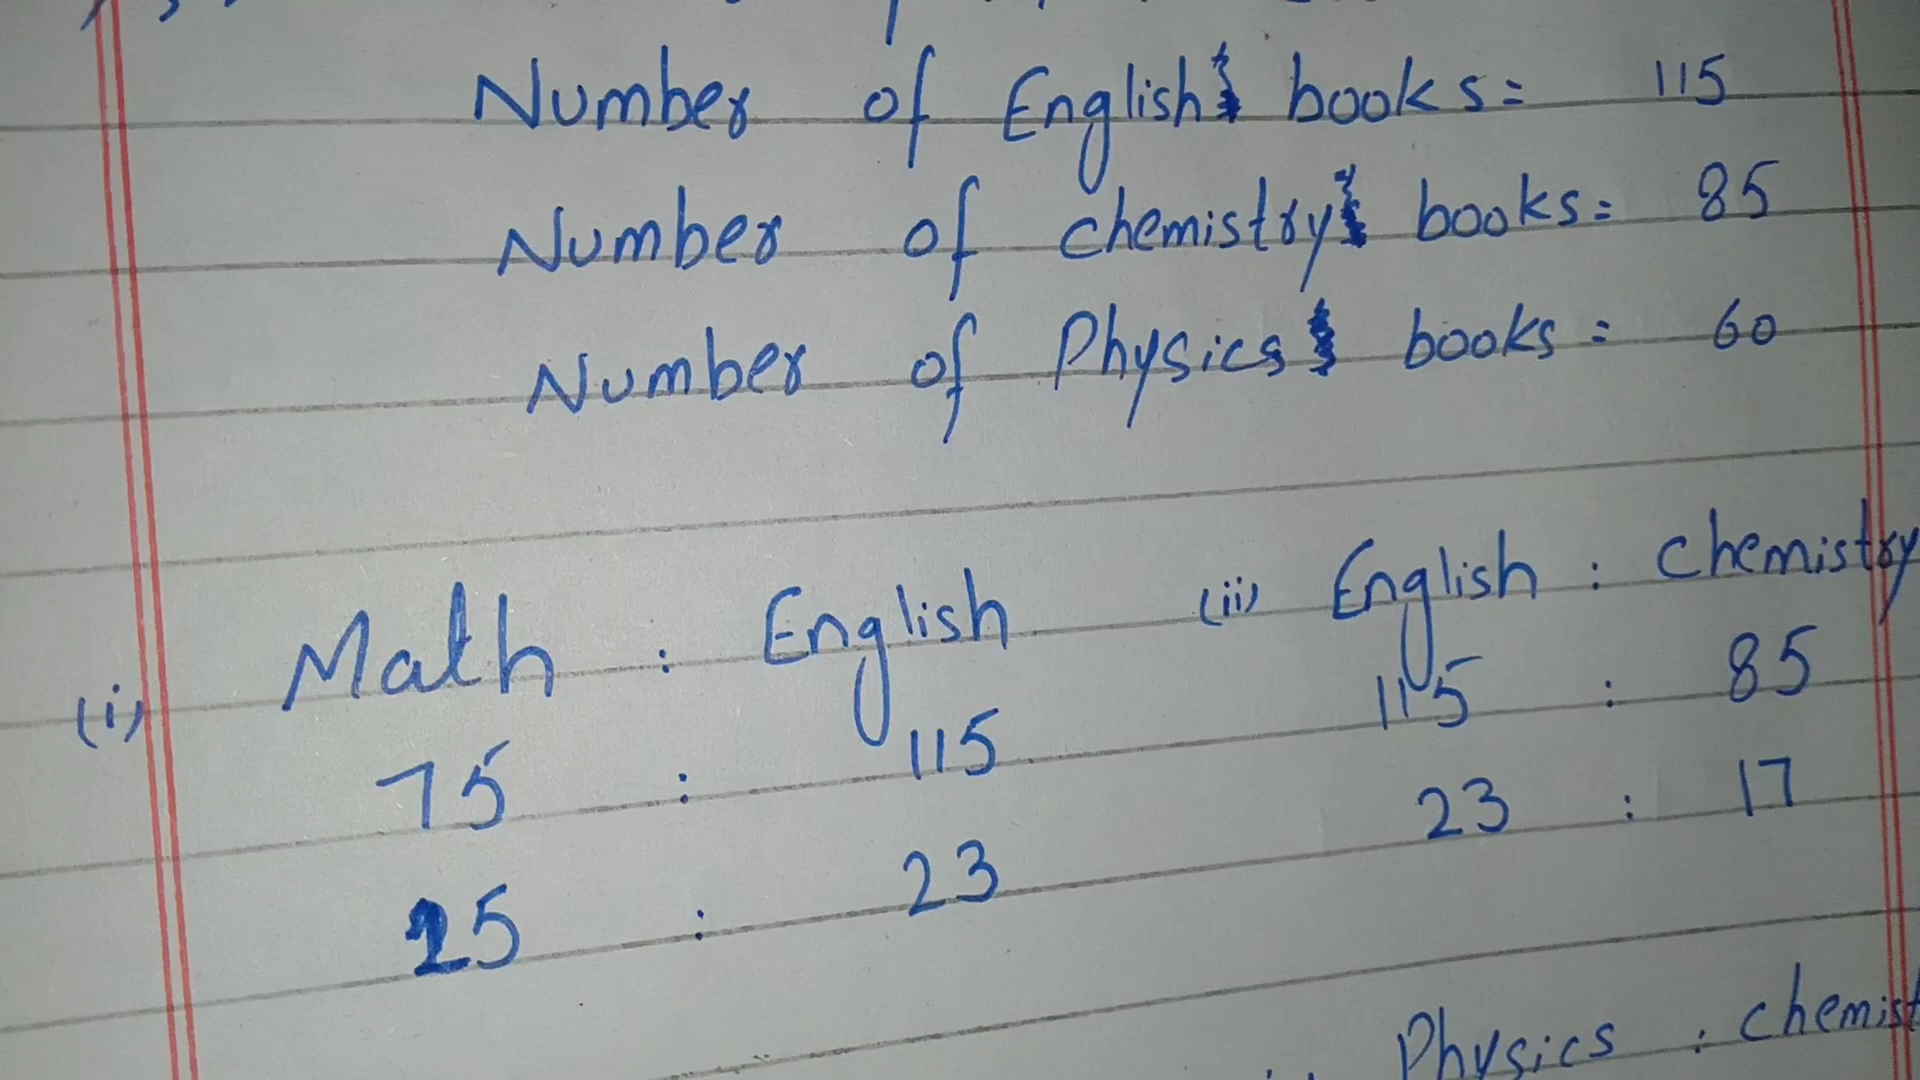 Number of English books = 115
Number of chemistry books = 85
Number of Physics books = 60
(i) Math : English
75 : 115
25 : 23
(ii) English : Chemistry
115 : 85
23 : 17
Physics : chemist